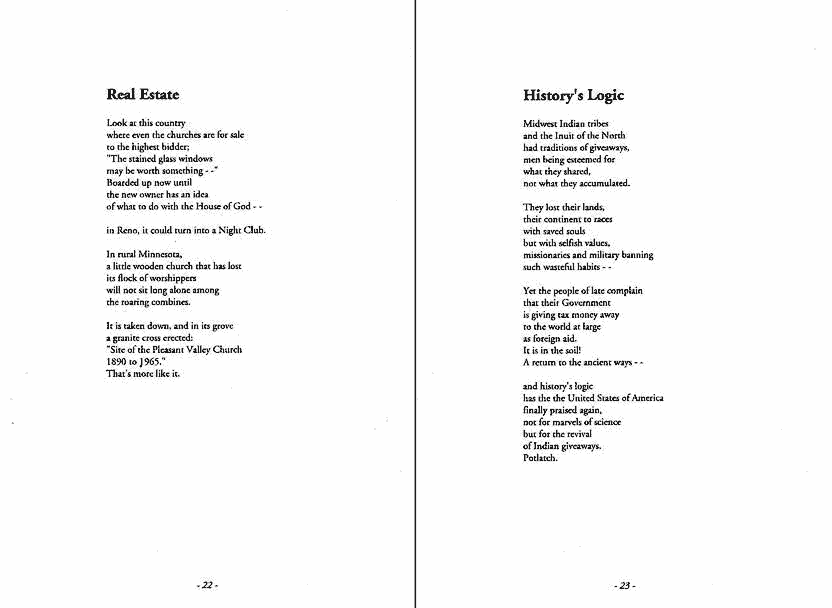 Real Estate
Look at this country
where even the churches are for sale
to the highest bidder;
"The stained glass windows
may be worth something - -"
Boarded up now until
the new owner has an idea
of what to do with the House of God - -
in Reno, it could turn into a Night Club.
In rural Minnesota,
a little wooden church that has lost
its flock of worshippers
will not sit long alone among
the roaring combines.
It is taken down, and in its grove
a granite cross erected:
"Site of the Pleasant Valley Church
1890 to J965."
That's more like it.
- 22 -
History's Logic
Midwest Indian tribes
and the Inuit of the North
had traditions of giveaways,
men being esteemed for
what they shared,
not what they accumulated.
They lost their lands,
their continent to races
with saved souls
but with selfish values,
missionaries and military banning
such wasteful habits - -
Yet the people of late complain
that their Government
is giving tax money away
to the world at large
as foreign aid.
It is in the soil!
A return to the ancient ways - -
and history's logic
has the the United States of America
finally praised again,
not for marvels of science
but for the revival
of Indian giveaways.
Potlatch.
- 23 -